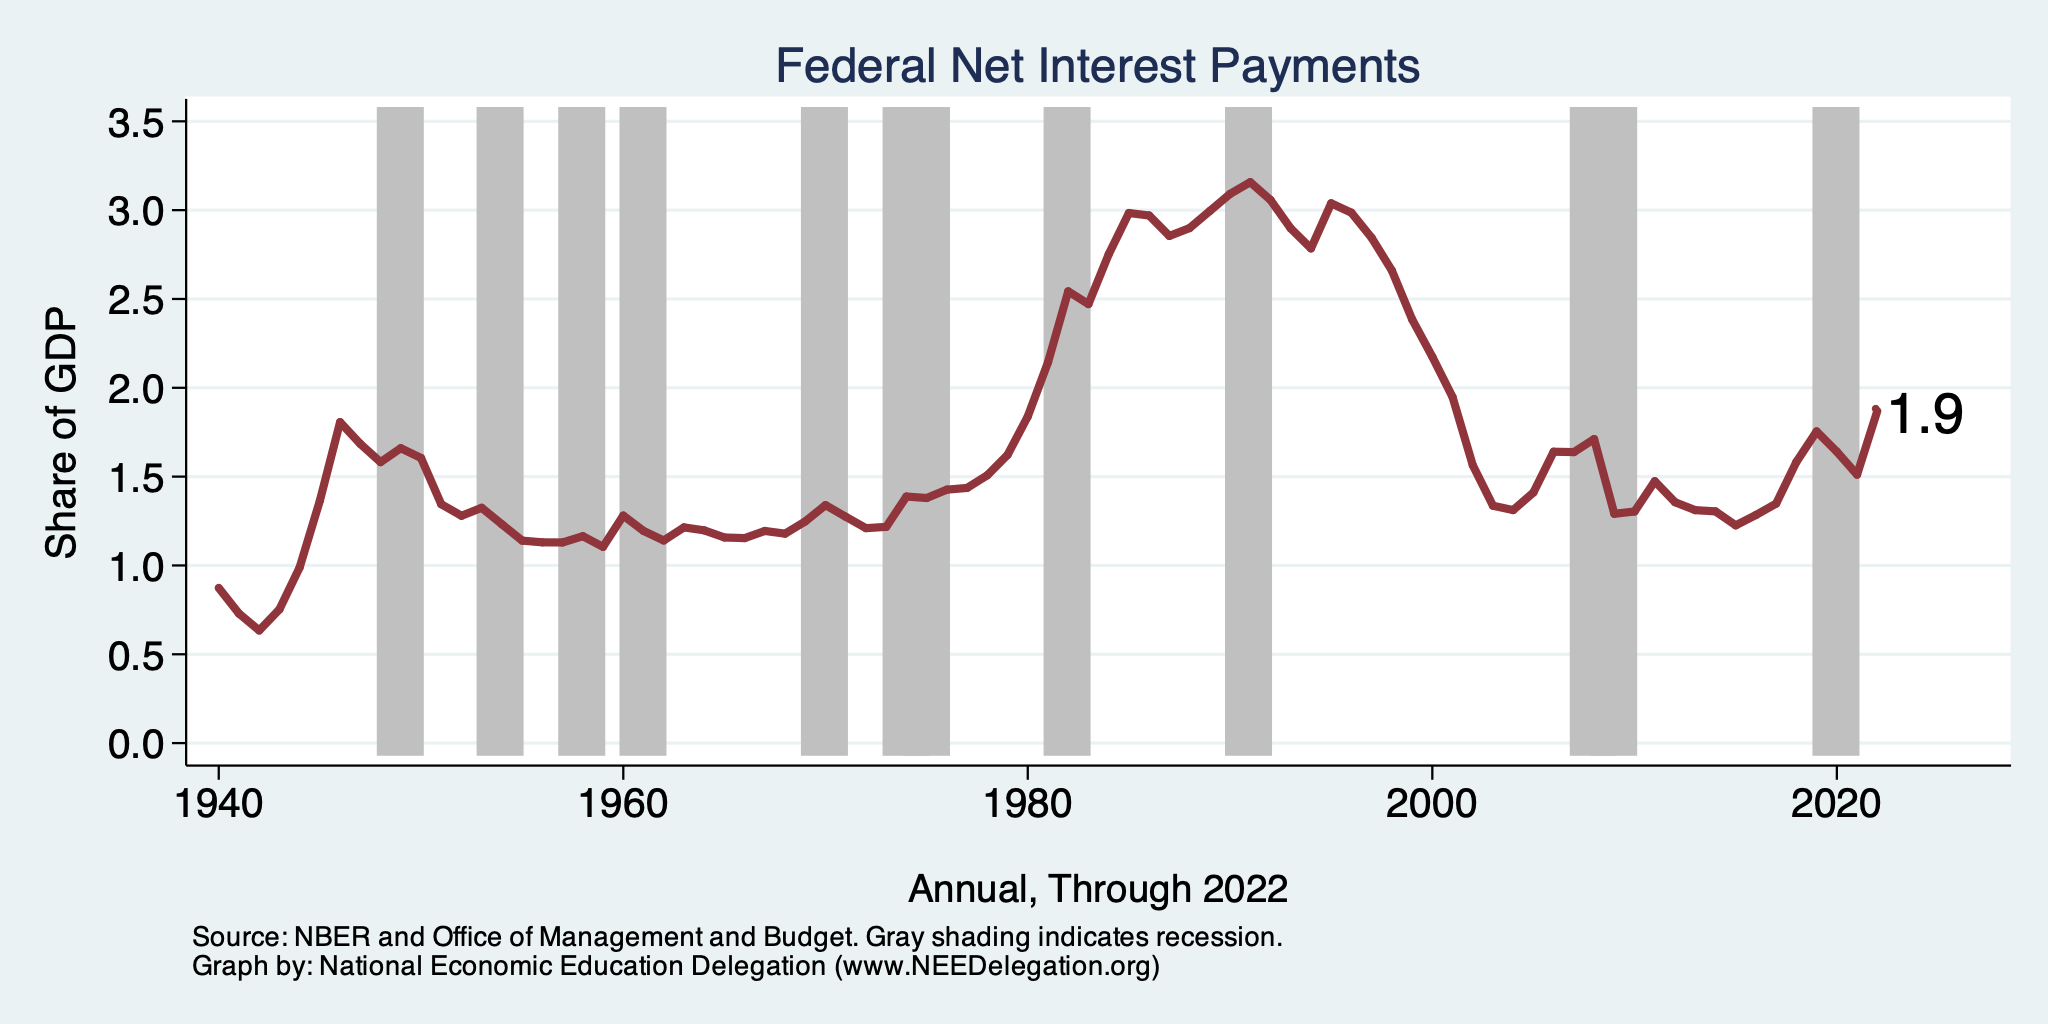 Federal Net Interest Payments
3.5
3.0
2.5
2.0
1.5
1.0
0.5
0.0
Share of GDP
1.9
1940 1960 1980 2000 2020
Annual, Through 2022
Source: NBER and Office of Management and Budget. Gray shading indicates recession.
Graph by: National Economic Education Delegation (www.NEEDelegation.org)